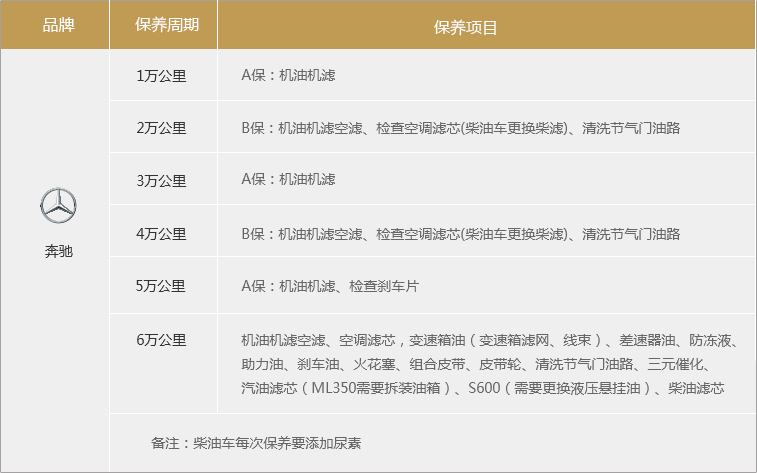 品牌 保养周期 保养项目
1万公里 A保：机油机滤
2万公里 B保：机油机滤空滤、检查空调滤芯(柴油车更换柴滤)、清洗节气门油路
3万公里 A保：机油机滤
4万公里 B保：机油机滤空滤、检查空调滤芯(柴油车更换柴滤)、清洗节气门油路
奔驰
5万公里 A保：机油机滤、检查刹车片
6万公里 机油机滤空滤、空调滤芯，变速箱油（变速箱滤网、线束）、差速器油、防冻液、
助力油、刹车油、火花塞、组合皮带、皮带轮、清洗节气门油路、三元催化、
汽油滤芯（ML350需要拆装油箱）、S600（需要更换液压悬挂油）、柴油滤芯
备注：柴油车每次保养要添加尿素